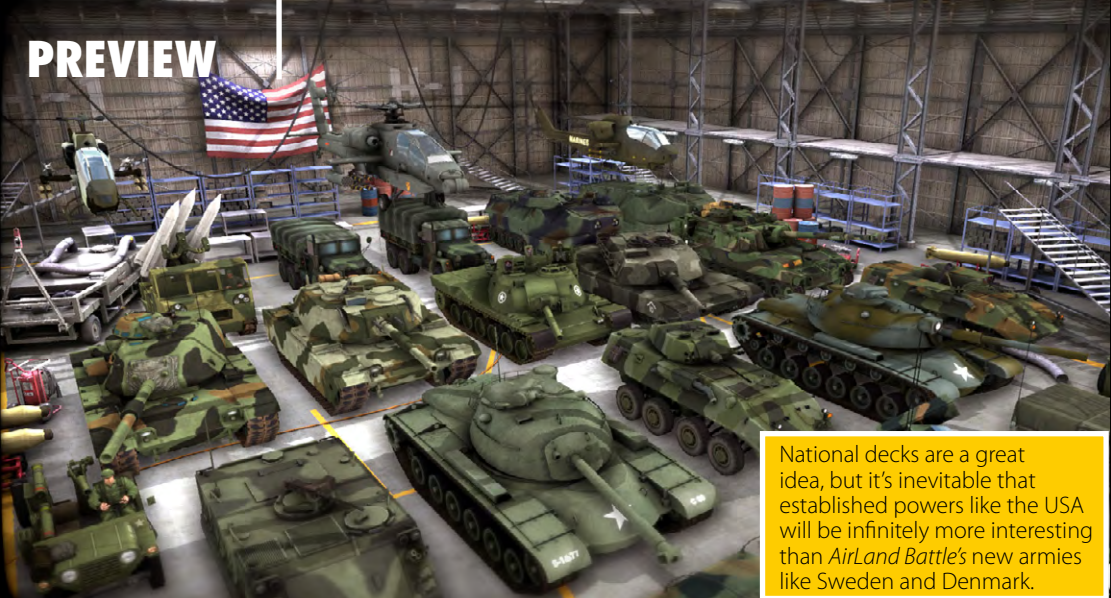 PREVIEW
MARINES
National decks are a great
idea, but it's inevitable that
established powers like the USA
will be infinitely more interesting
than AirLand Battle's new armies
like Sweden and Denmark.